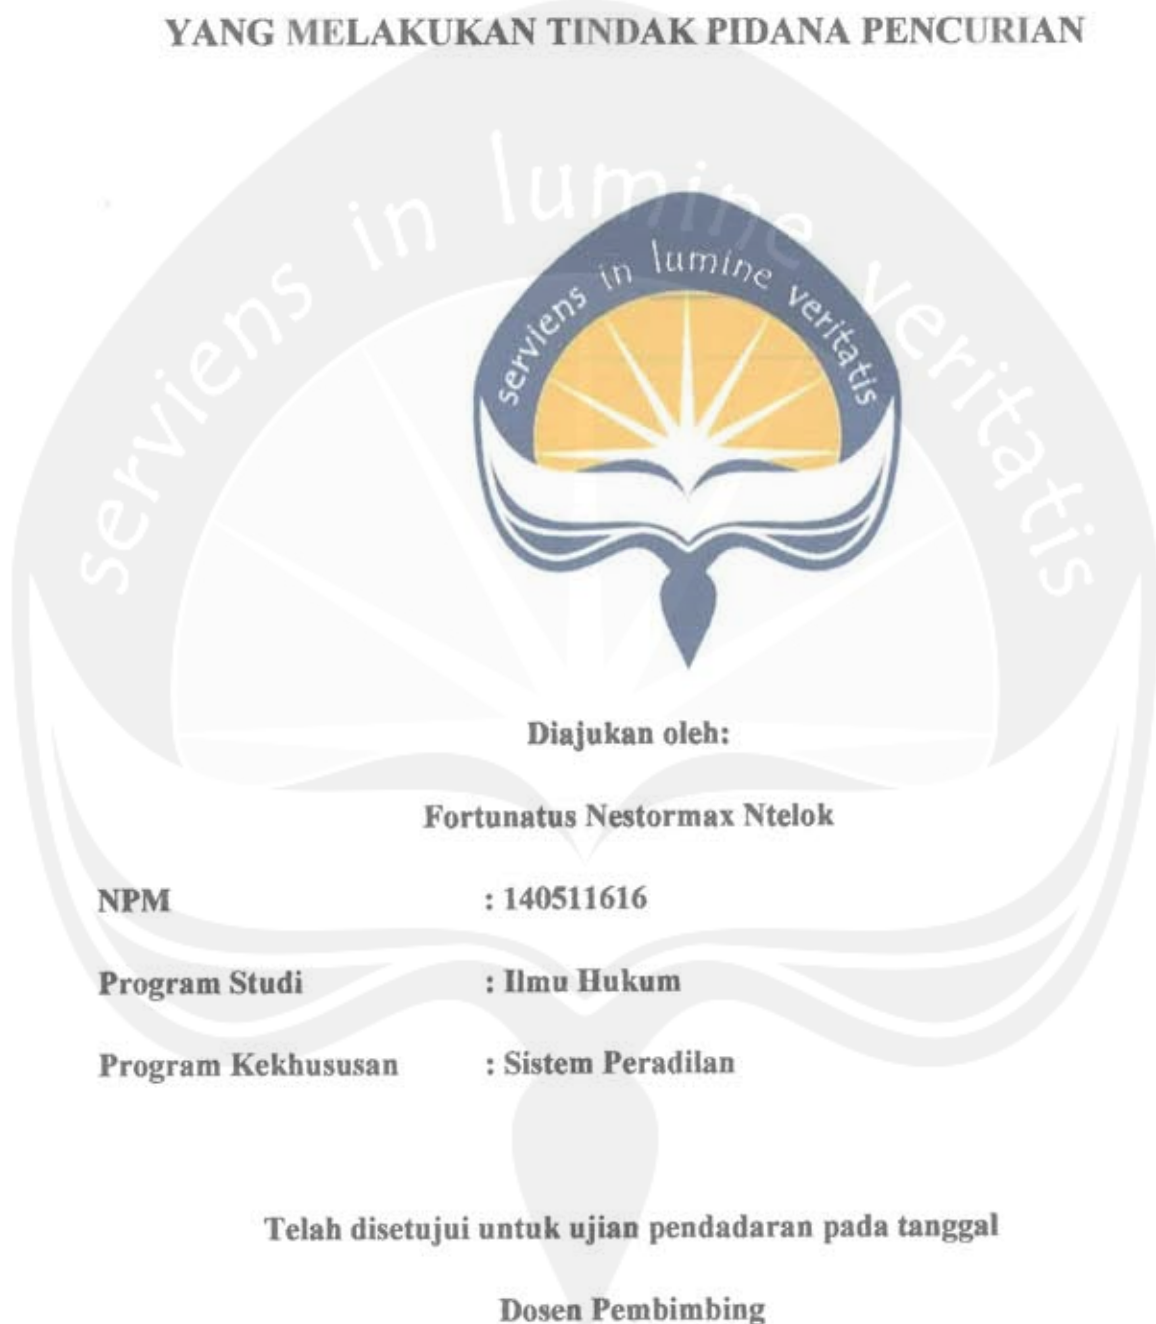 YANG MELAKUKAN TINDAK PIDANA PENCURIAN
serviens in lumine veritatis
serviens in lumine veritatis
Diajukan oleh:
Fortunatus Nestormax Ntelok
NPM : 140511616
Program Studi : Ilmu Hukum
Program Kekhususan : Sistem Peradilan
Telah disetujui untuk ujian pendadaran pada tanggal
Dosen Pembimbing